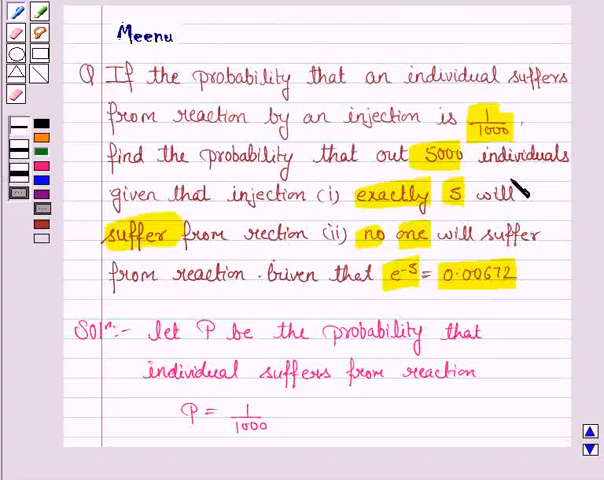 Meenu
Q If the probability that an individual suffers
from reaction by an injection is 1/1000,
find the probability that out 5000 individuals
given that injection (i) exactly 5 will
suffer from rection (ii) no one will suffer
from reaction. Given that e^-5 = 0.00672
Solⁿ:- let P be the probability that
individual suffers from reaction
P = 1/1000